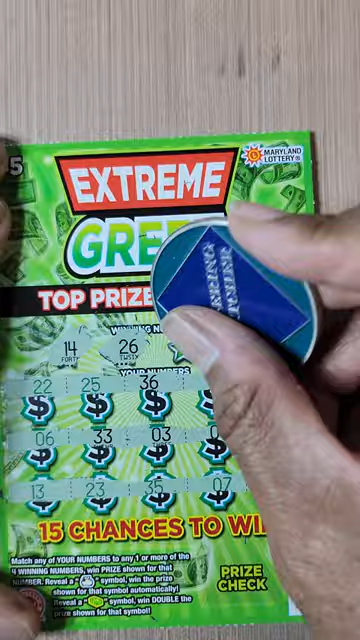 5
EXTREME
MARYLAND
LOTTERY®
GRE
TOP PRIZE
WINNING N
14 26
YOUR NUMBERS
22 25 36
$ $ $
06 33 03
$ $ $
13 23 35 07
$ $ $ $
15 CHANCES TO WI
Match any of YOUR NUMBERS to any 1 or more of the
4 WINNING NUMBERS, win PRIZE shown for that
NUMBER. Reveal a " " symbol, win the prize
shown for that symbol automatically!
Reveal a " " symbol, win DOUBLE the
prize shown for that symbol!
PRIZE
CHECK